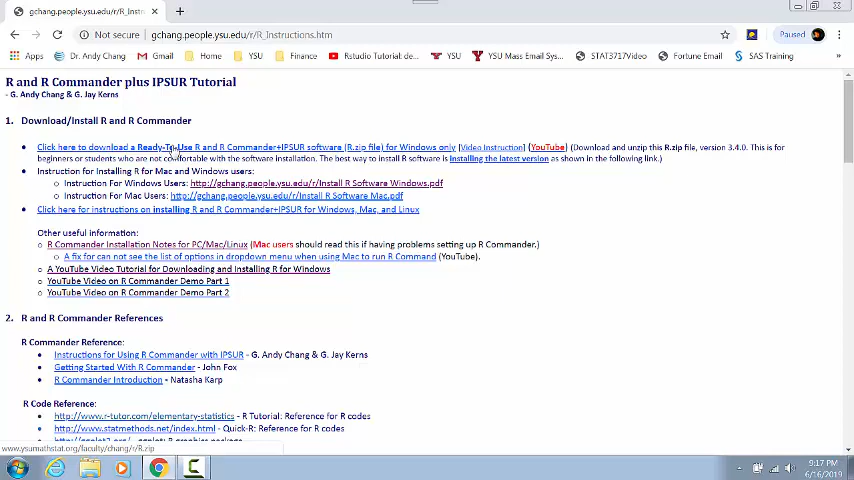 gchang.people.ysu.edu/r/R_Instruc
Not secure | gchang.people.ysu.edu/r/R_Instructions.htm
Paused
Apps Dr. Andy Chang Gmail Home YSU Finance Rstudio Tutorial: de YSU YSU Mass Email Sym STAT3717Video Fortune Email SAS Training »
R and R Commander plus IPSUR Tutorial
- G. Andy Chang & G. Jay Kerns
1. Download/Install R and R Commander
• Click here to download a Ready-To-Use R and R Commander+IPSUR software (R.zip file) for Windows only [Video Instruction] (YouTube) (Download and unzip this R.zip file, version 3.4.0. This is for
beginners or students who are not comfortable with the software installation. The best way to install R software is installing the latest version as shown in the following link.)
• Instruction for Installing R for Mac and Windows users:
o Instruction For Windows Users: http://gchang.people.ysu.edu/r/Install R Software Windows.pdf
o Instruction For Mac Users: http://gchang.people.ysu.edu/r/Install R Software Mac.pdf
• Click here for instructions on installing R and R Commander+IPSUR for Windows, Mac, and Linux
Other useful information:
o R Commander Installation Notes for PC/Mac/Linux (Mac users should read this if having problems setting up R Commander.)
o A fix for can not see the list of options in dropdown menu when using Mac to run R Command (YouTube).
o A YouTube Video Tutorial for Downloading and Installing R for Windows
o YouTube Video on R Commander Demo Part 1
o YouTube Video on R Commander Demo Part 2
2. R and R Commander References
R Commander Reference:
• Instructions for Using R Commander with IPSUR - G. Andy Chang & G. Jay Kerns
• Getting Started With R Commander - John Fox
• R Commander Introduction - Natasha Karp
R Code Reference:
• http://www.r-tutor.com/elementary-statistics - R Tutorial: Reference for R codes
• http://www.statmethods.net/index.html - Quick-R: Reference for R codes
www.ysumathstat.org/faculty/chang/r/R.zip
9:17 PM
6/16/2019